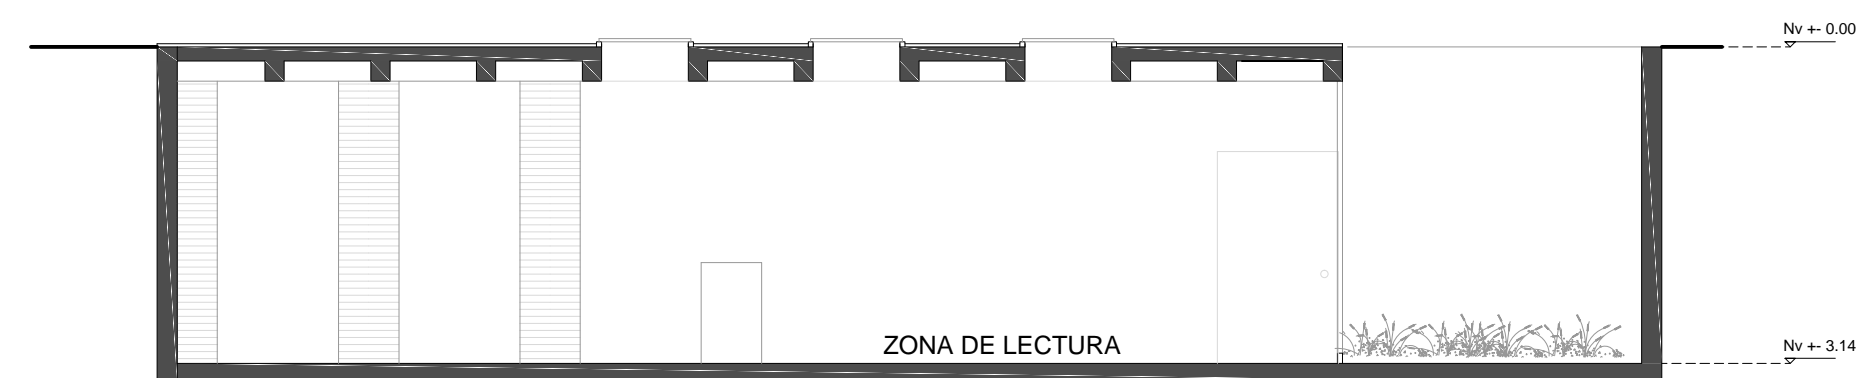 Nv +- 0.00
ZONA DE LECTURA
Nv +- 3.14